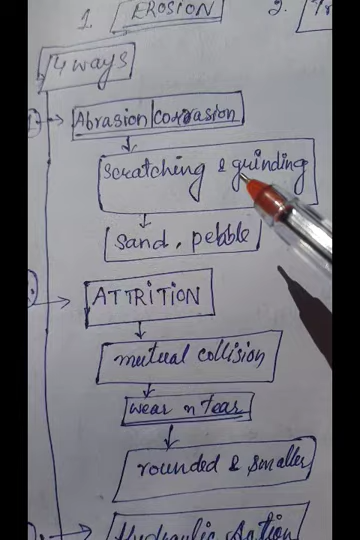 1. EROSION 2.
4 ways
Abrasion/corrasion
Scratching & grinding
sand, pebble
ATTRITION
mutual collision
wear n tear
rounded & smaller
Hydraulic Action